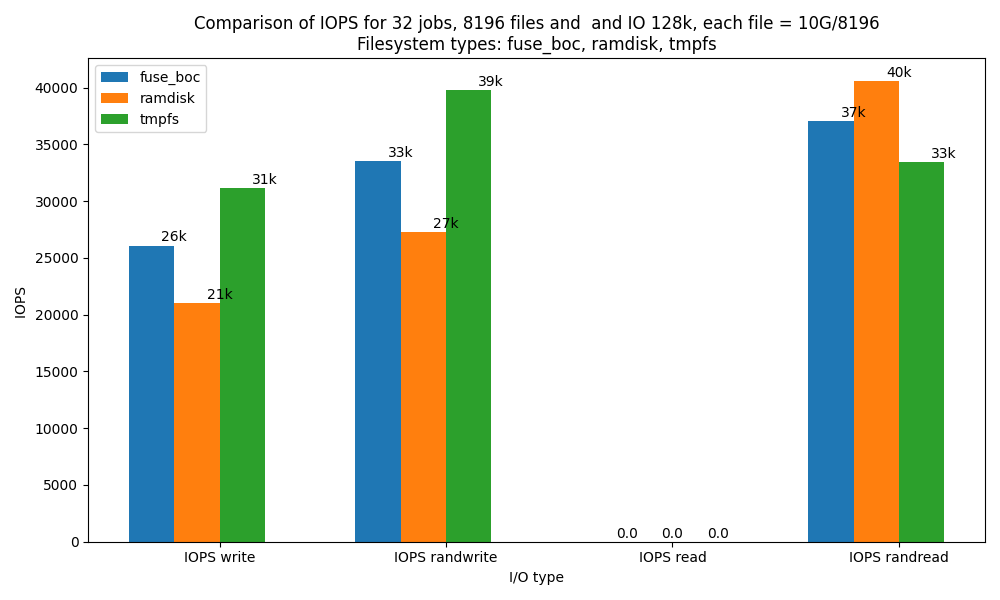 Comparison of IOPS for 32 jobs, 8196 files and  and IO 128k, each file = 10G/8196
Filesystem types: fuse_boc, ramdisk, tmpfs
fuse_boc
ramdisk
tmpfs
IOPS
40000
35000
30000
25000
20000
15000
10000
5000
0
26k
21k
31k
33k
27k
39k
0.0
0.0
0.0
37k
40k
33k
IOPS write
IOPS randwrite
IOPS read
IOPS randread
I/O type